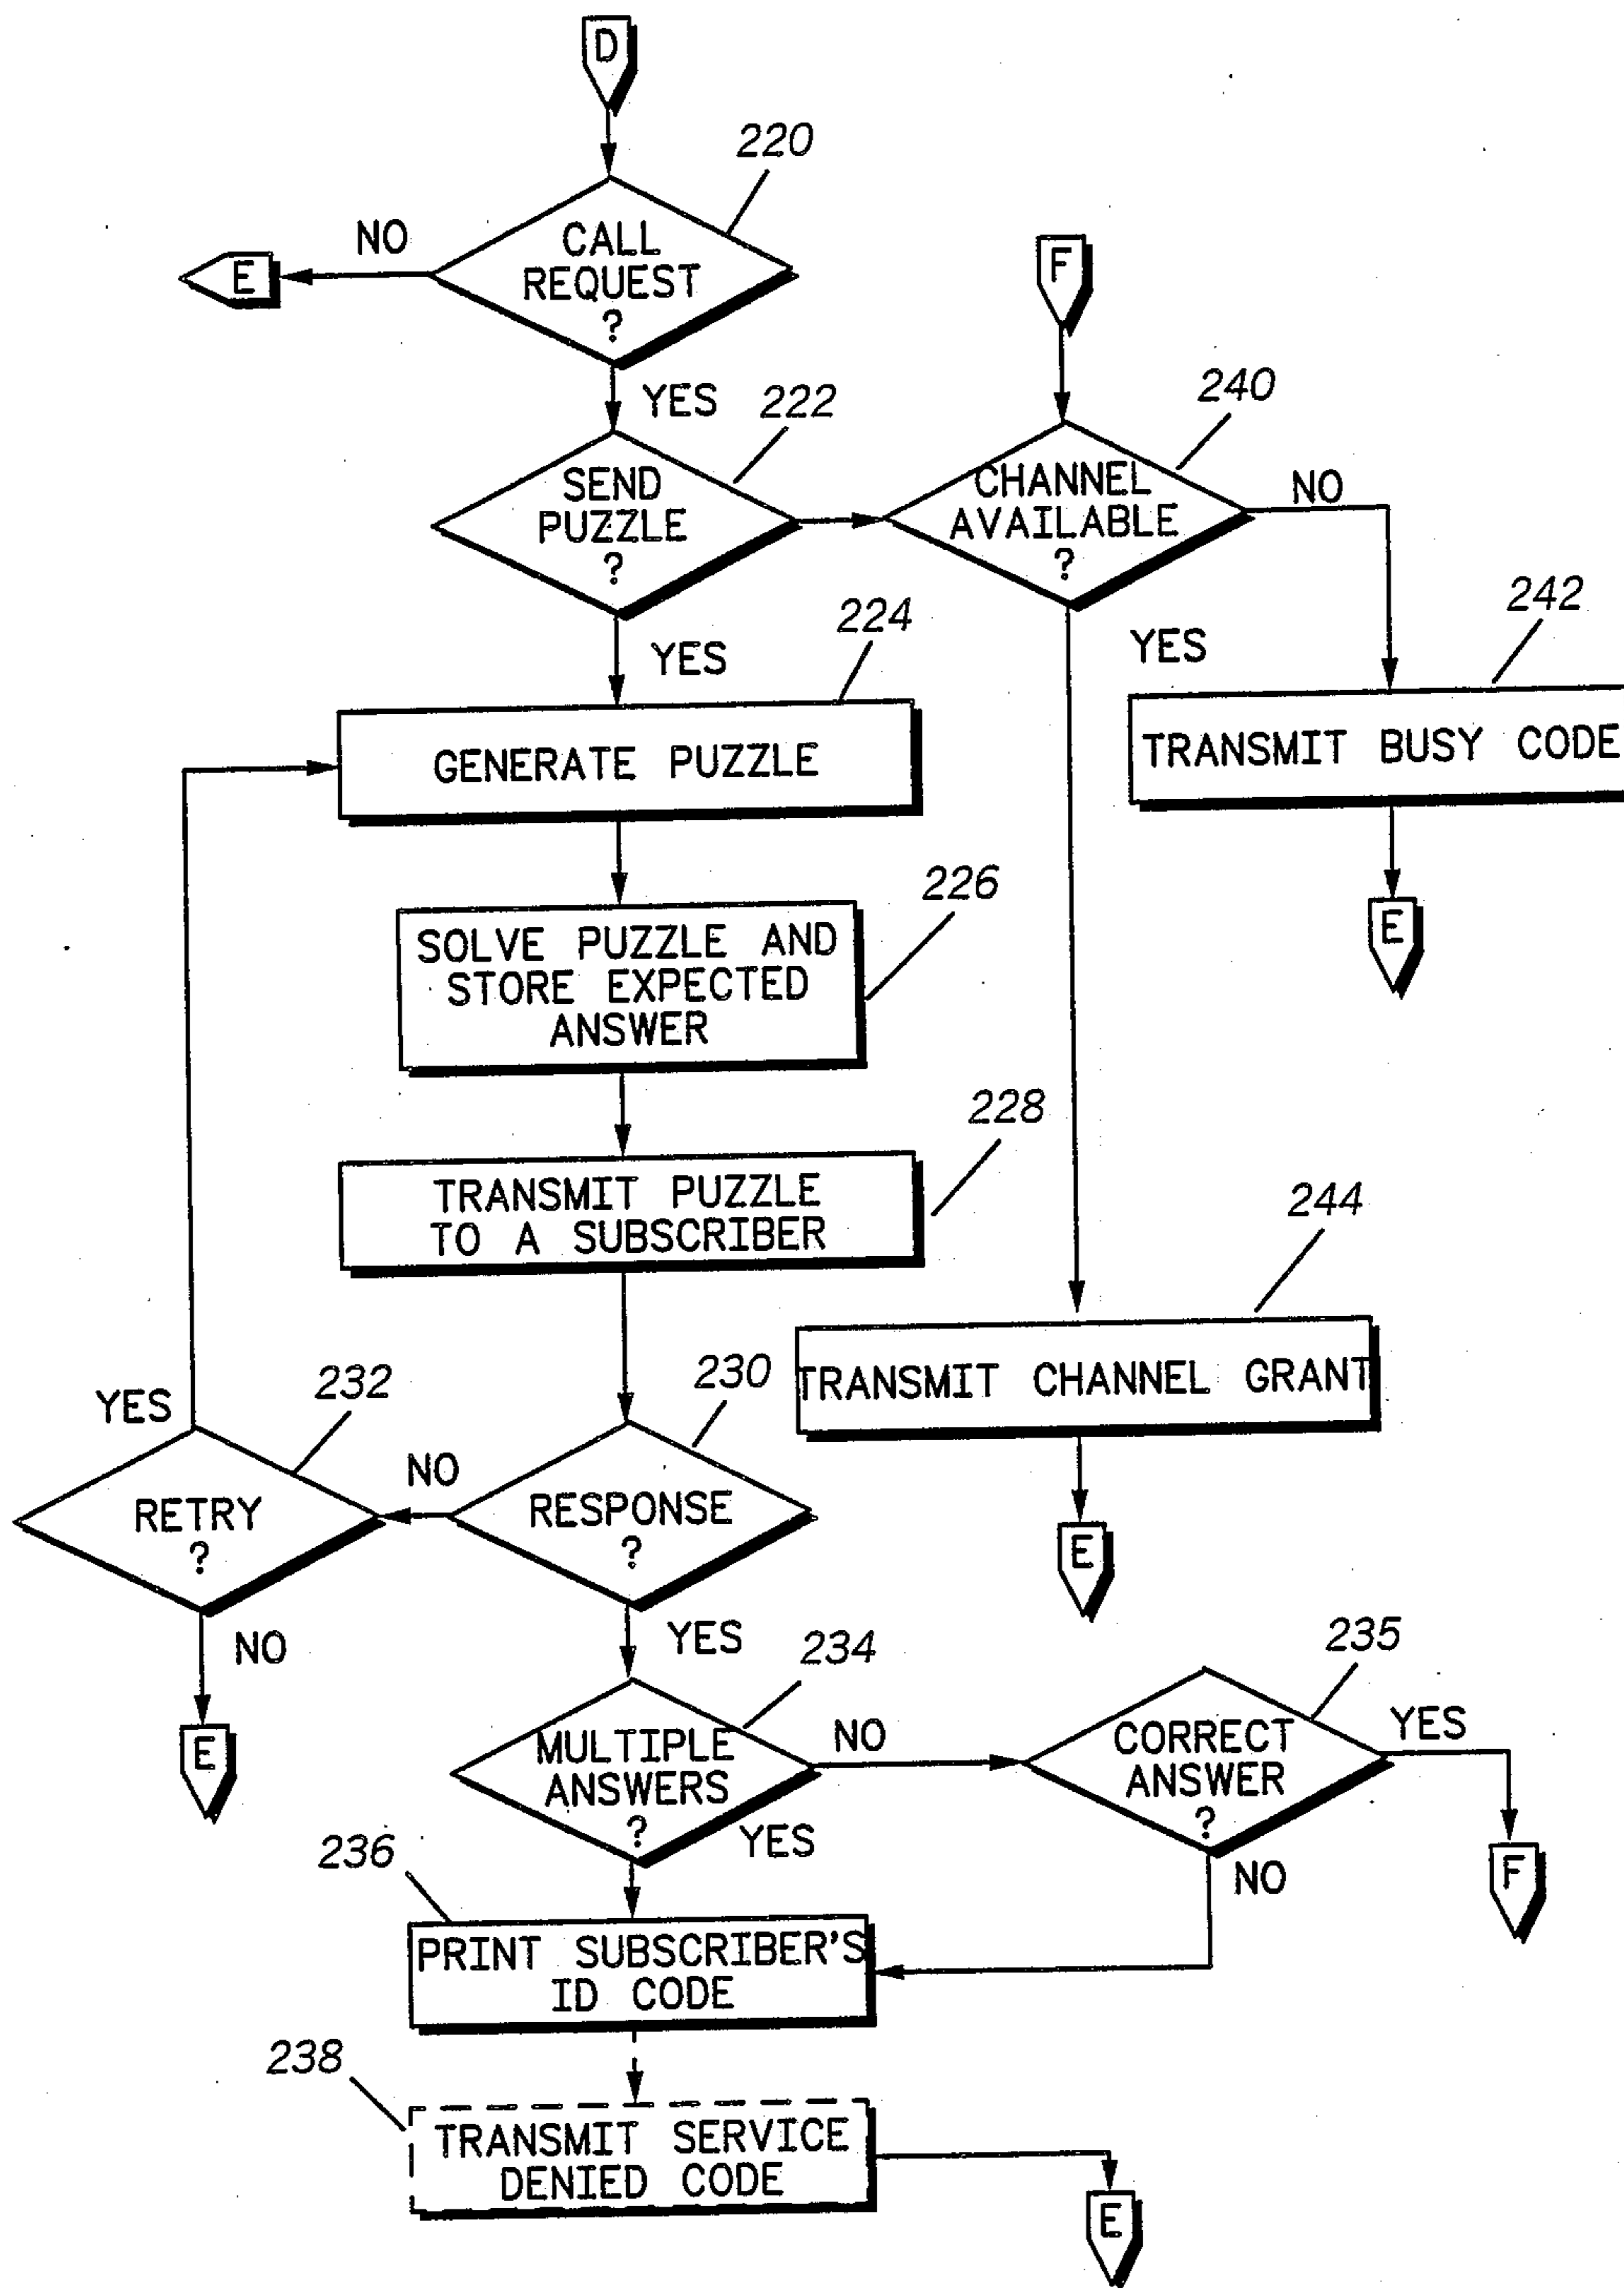 D
220
CALL
REQUEST
?
NO
E
YES
F
222
SEND
PUZZLE
?
240
CHANNEL
AVAILABLE
?
NO
YES
YES
242
TRANSMIT BUSY CODE
E
224
GENERATE PUZZLE
226
SOLVE PUZZLE AND
STORE EXPECTED
ANSWER
228
TRANSMIT PUZZLE
TO A SUBSCRIBER
244
TRANSMIT CHANNEL GRANT
E
230
RESPONSE
?
NO
YES
232
RETRY
?
YES
NO
E
234
MULTIPLE
ANSWERS
?
NO
YES
235
CORRECT
ANSWER
?
YES
F
NO
236
PRINT SUBSCRIBER'S
ID CODE
238
TRANSMIT SERVICE
DENIED CODE
E